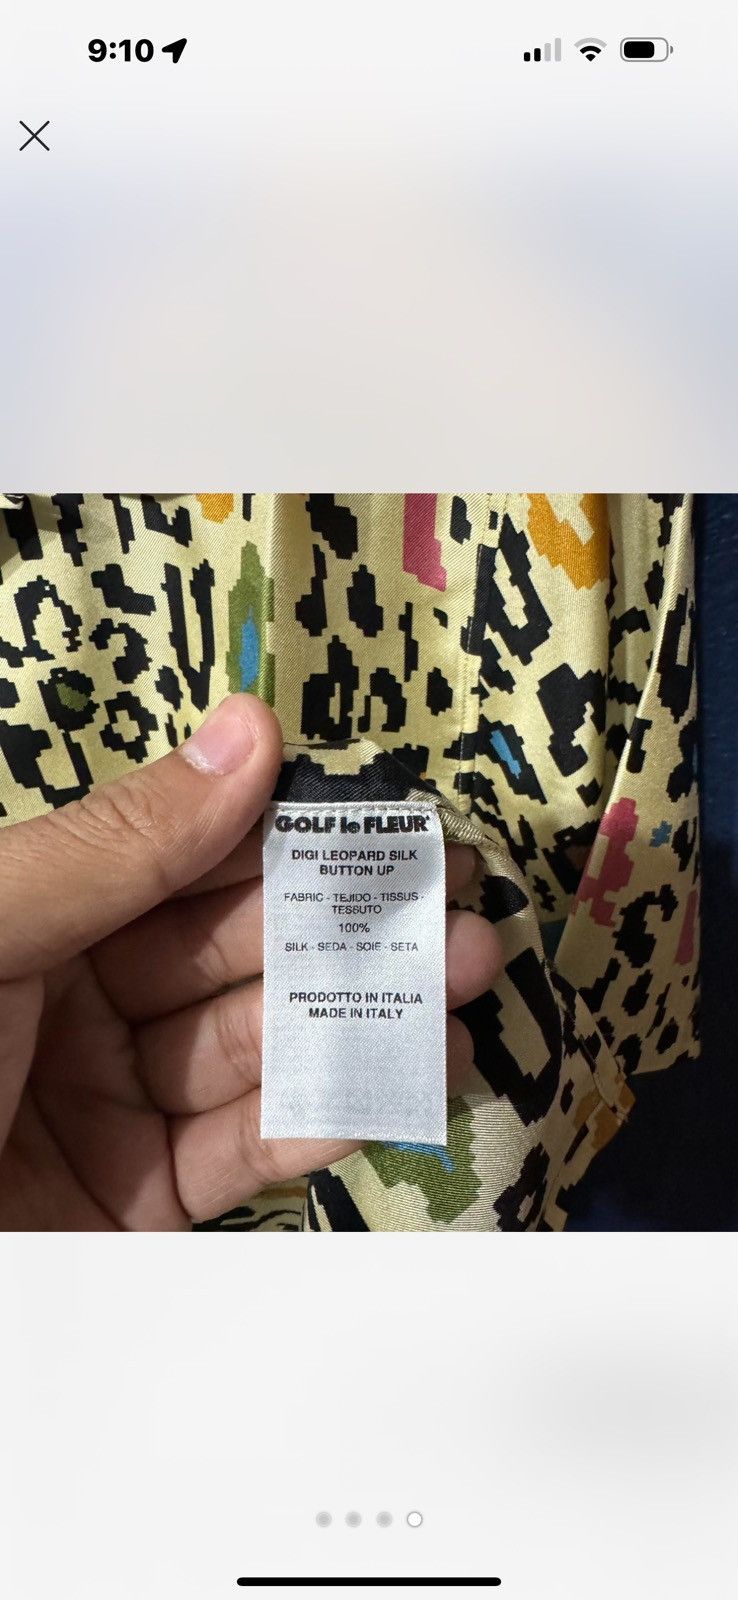 9:10
GOLF le FLEUR*
DIGI LEOPARD SILK
BUTTON UP
FABRIC - TEJIDO - TISSUS -
TESSUTO
100%
SILK - SEDA - SOIE - SETA
PRODOTTO IN ITALIA
MADE IN ITALY